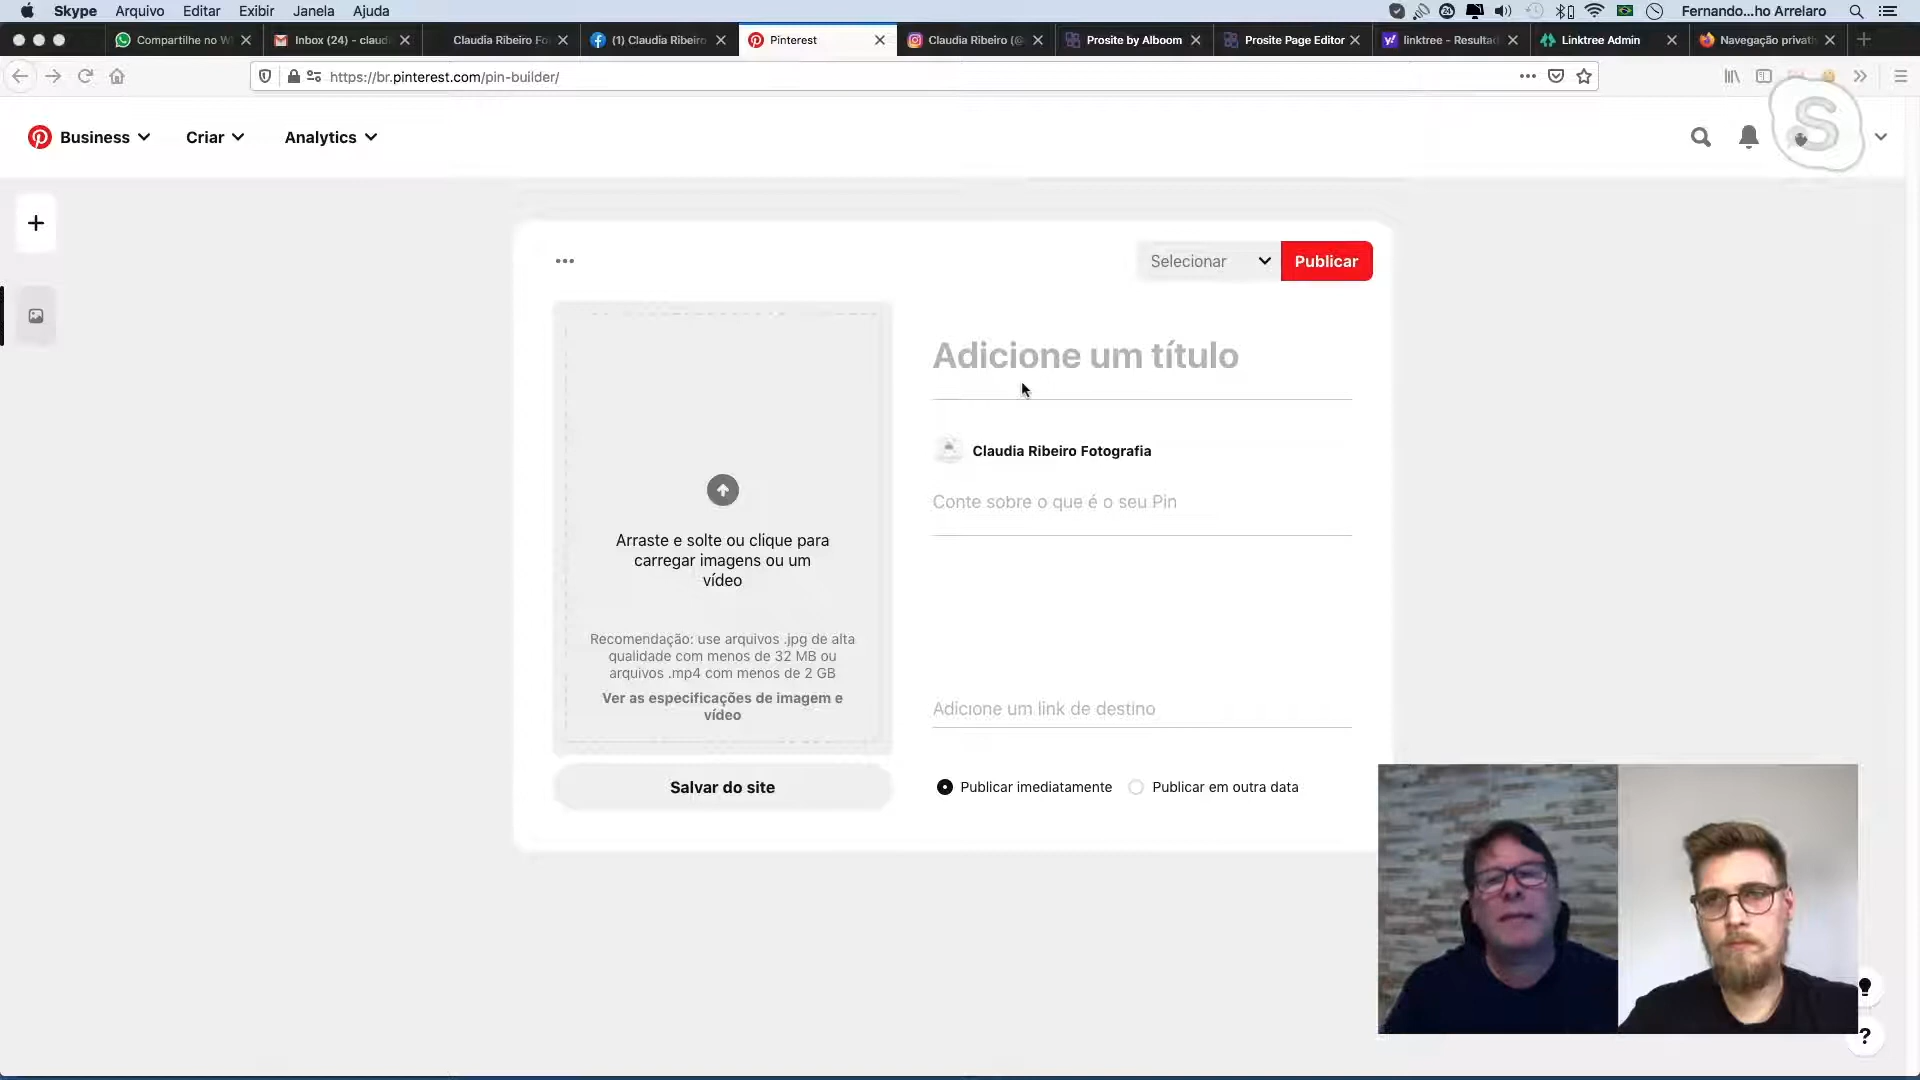 Skype Arquivo Editar Exibir Janela Ajuda Fernando...ho Arrelaro
Compartilhe no W Inbox (24) - claud Claudia Ribeiro Fo (1) Claudia Ribeiro Pinterest Claudia Ribeiro (@ Prosite by Alboom Prosite Page Editor linktree - Resultad Linktree Admin Navegação privati
https://br.pinterest.com/pin-builder/
Business Criar Analytics
Selecionar Publicar
Adicione um título
Claudia Ribeiro Fotografia
Conte sobre o que é o seu Pin
Arraste e solte ou clique para
carregar imagens ou um
vídeo
Recomendação: use arquivos .jpg de alta
qualidade com menos de 32 MB ou
arquivos .mp4 com menos de 2 GB
Ver as especificações de imagem e
vídeo
Adicione um link de destino
Salvar do site
Publicar imediatamente Publicar em outra data
?